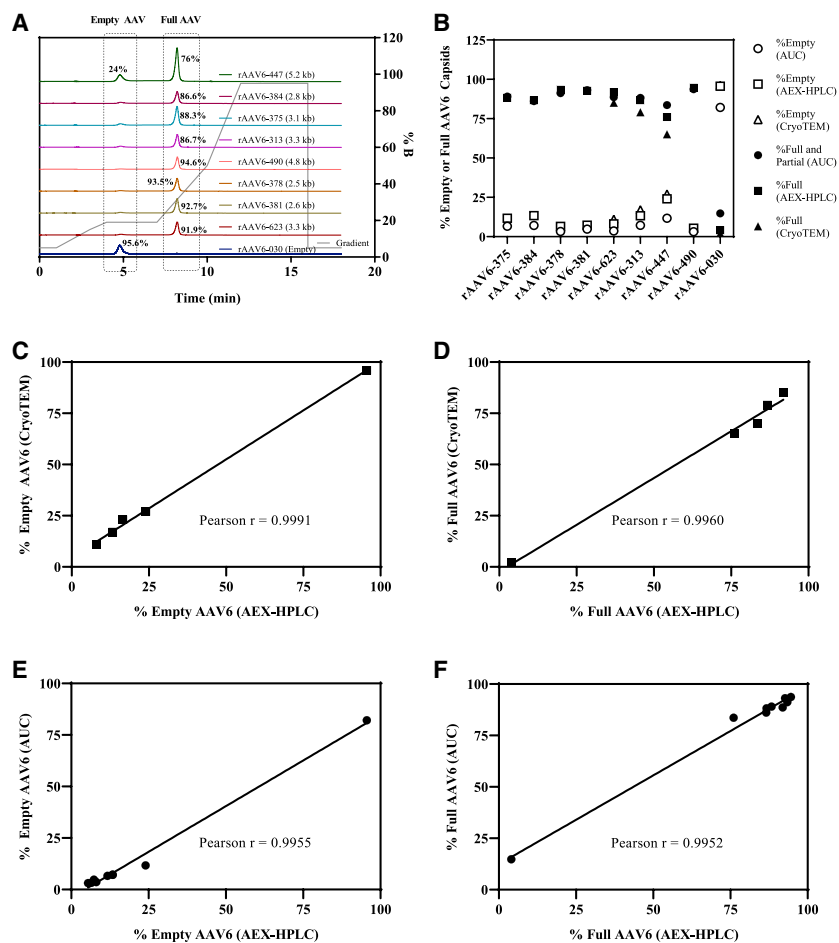 A
Empty AAV
Full AAV
24%
76%
rAAV6-447 (5.2 kb)
86.6%
rAAV6-384 (2.8 kb)
88.3%
rAAV6-375 (3.1 kb)
86.7%
rAAV6-313 (3.3 kb)
94.6%
rAAV6-490 (4.8 kb)
93.5%
rAAV6-378 (2.5 kb)
92.7%
rAAV6-381 (2.6 kb)
91.9%
rAAV6-623 (3.3 kb)
95.6%
Gradient
rAAV6-030 (Empty)
120
100
80
60
40
20
0
% B
0 5 10 15 20
Time (min)
B
% Empty or Full AAV6 Capsids
100
75
50
25
0
rAAV6-375
rAAV6-384
rAAV6-378
rAAV6-381
rAAV6-623
rAAV6-313
rAAV6-447
rAAV6-490
rAAV6-030
%Empty
(AUC)
%Empty
(AEX-HPLC)
%Empty
(CryoTEM)
%Full and
Partial (AUC)
%Full
(AEX-HPLC)
%Full
(CryoTEM)
C
% Empty AAV6 (CryoTEM)
100
75
50
25
0
Pearson r = 0.9991
0 25 50 75 100
% Empty AAV6 (AEX-HPLC)
D
% Full AAV6 (CryoTEM)
100
75
50
25
0
Pearson r = 0.9960
0 25 50 75 100
% Full AAV6 (AEX-HPLC)
E
% Empty AAV6 (AUC)
100
75
50
25
0
Pearson r = 0.9955
0 25 50 75 100
% Empty AAV6 (AEX-HPLC)
F
% Full AAV6 (AUC)
100
75
50
25
0
Pearson r = 0.9952
0 25 50 75 100
% Full AAV6 (AEX-HPLC)